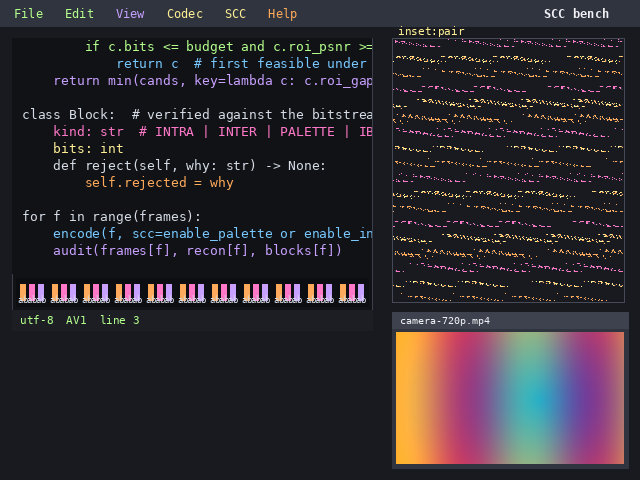 File Edit View Codec SCC Help SCC bench
inset:pair
if c.bits <= budget and c.roi_psnr >=
return c  # first feasible under
return min(cands, key=lambda c: c.roi_gap
class Block:  # verified against the bitstrea
kind: str  # INTRA | INTER | PALETTE | IB
bits: int
def reject(self, why: str) -> None:
self.rejected = why
for f in range(frames):
encode(f, scc=enable_palette or enable_in
audit(frames[f], recon[f], blocks[f])
utf-8 AV1 line 3
camera-720p.mp4